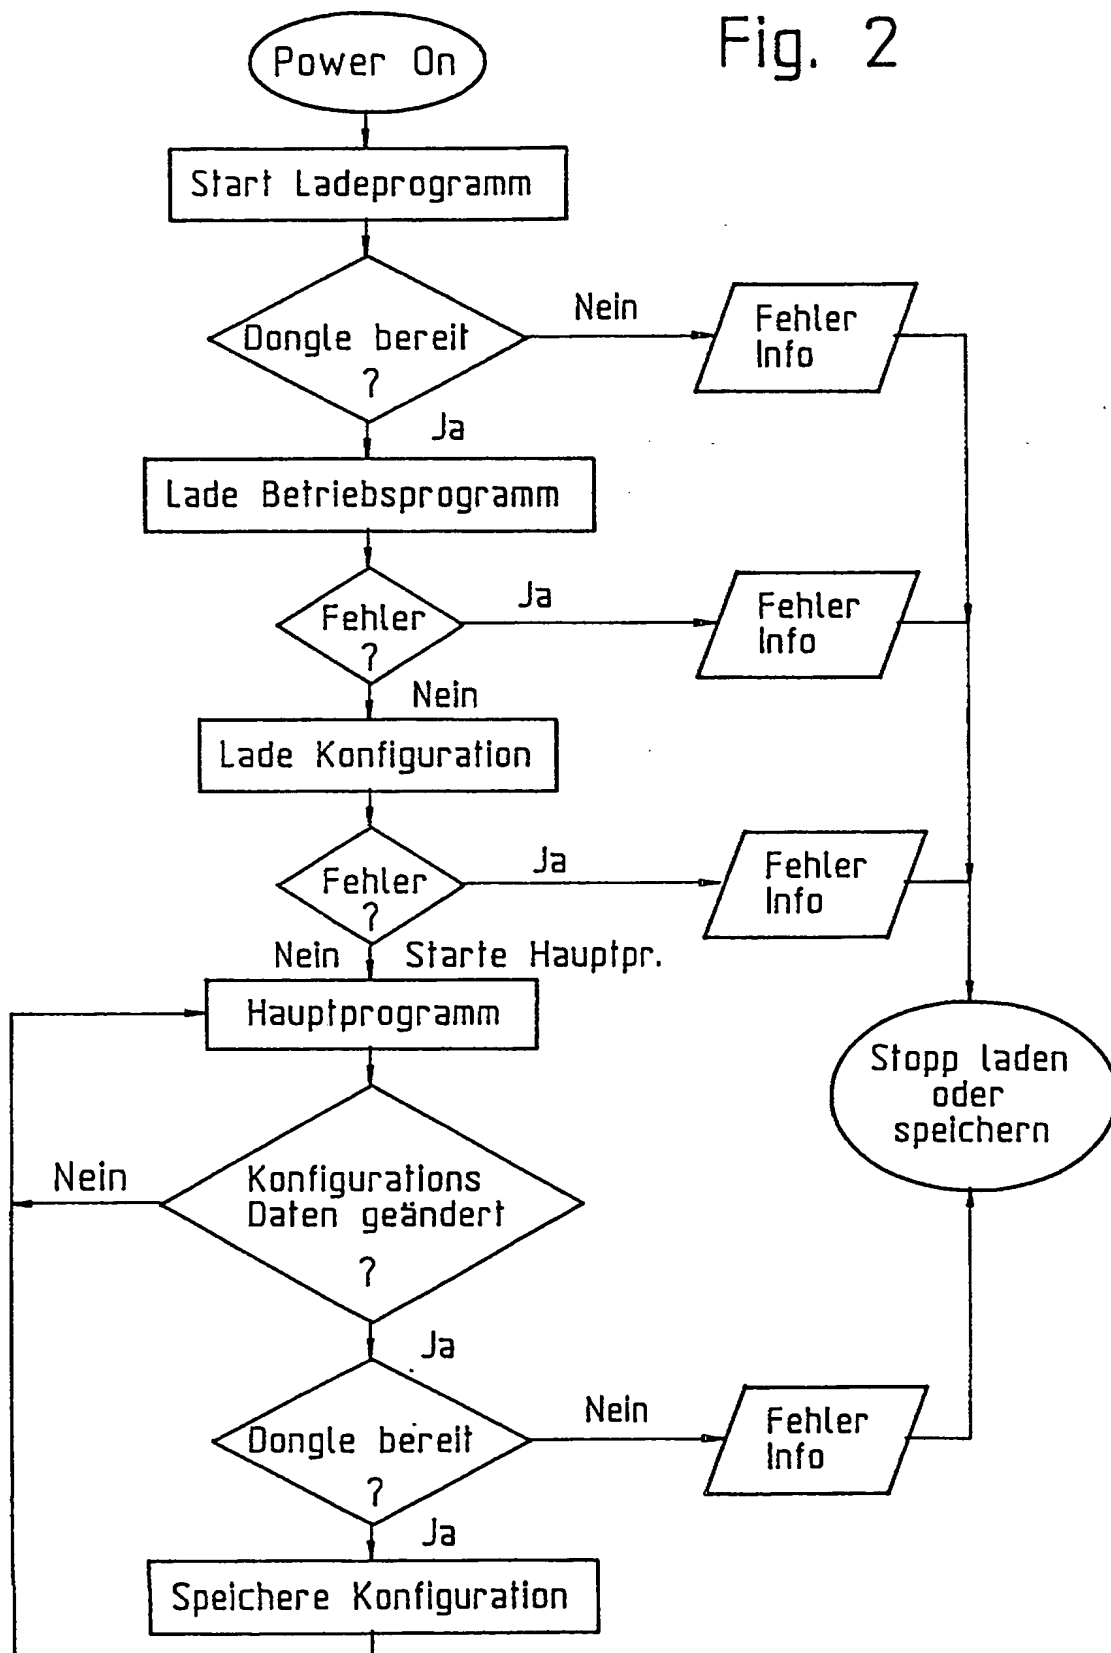 Fig. 2
Power On
Start Ladeprogramm
Dongle bereit
?
Nein
Fehler
Info
Ja
Lade Betriebsprogramm
Fehler
?
Ja
Fehler
Info
Nein
Lade Konfiguration
Fehler
?
Ja
Fehler
Info
Nein
Starte Hauptpr.
Hauptprogramm
Stopp laden
oder
speichern
Konfigurations
Daten geändert
?
Nein
Ja
Dongle bereit
?
Nein
Fehler
Info
Ja
Speichere Konfiguration